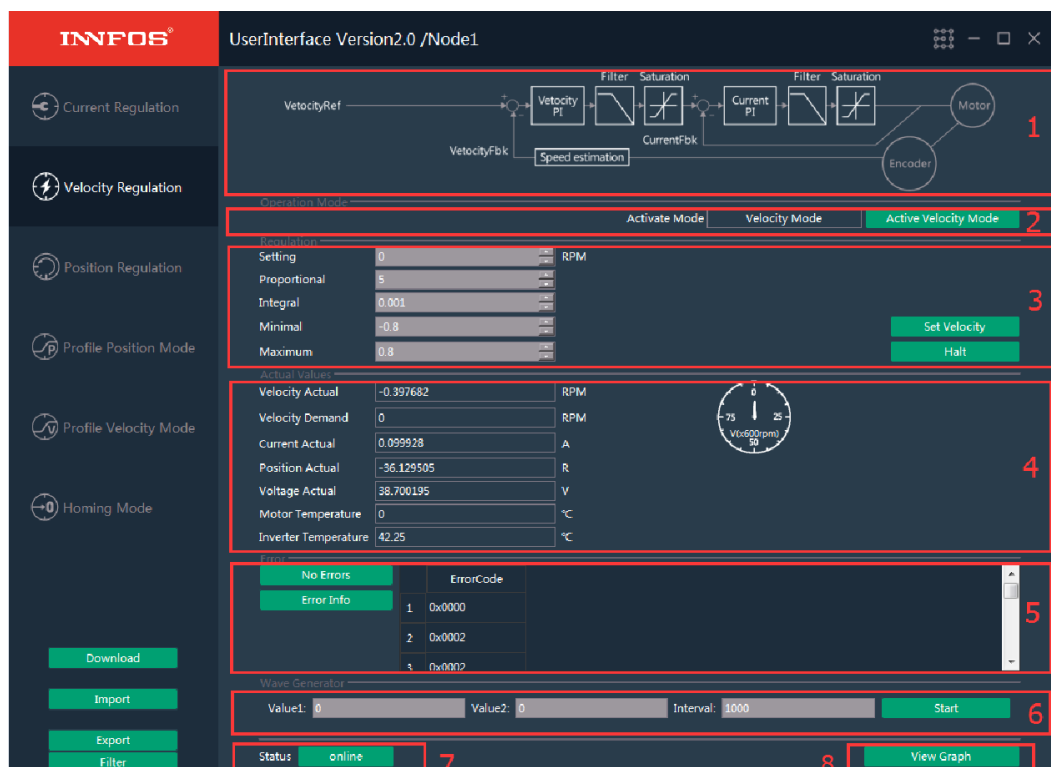 INNFOS®
UserInterface Version2.0 /Node1
Current Regulation
Velocity Regulation
Position Regulation
Profile Position Mode
Profile Velocity Mode
Homing Mode
Download
Import
Export
Filter
Filter Saturation Filter Saturation
VetocityRef + Vetocity PI + Current PI Motor
- -
VetocityFbk CurrentFbk
Speed estimation Encoder
1
Operation Mode
Activate Mode Velocity Mode Active Velocity Mode 2
Regulation
Setting 0 RPM
Proportional 5
Integral 0.001 3
Minimal -0.8 Set Velocity
Maximum 0.8 Halt
Actual Values
Velocity Actual -0.397682 RPM
Velocity Demand 0 RPM
Current Actual 0.099928 A
Position Actual -36.129505 R 4
Voltage Actual 38.700195 V
Motor Temperature 0 °C
Inverter Temperature 42.25 °C
0
75 25
V(x600rpm)
50
Error
No Errors ErrorCode
Error Info 1 0x0000 5
2 0x0002
3 0x0002
Wave Generator
Value1: 0 Value2: 0 Interval: 1000 Start 6
Status online 7 8 View Graph